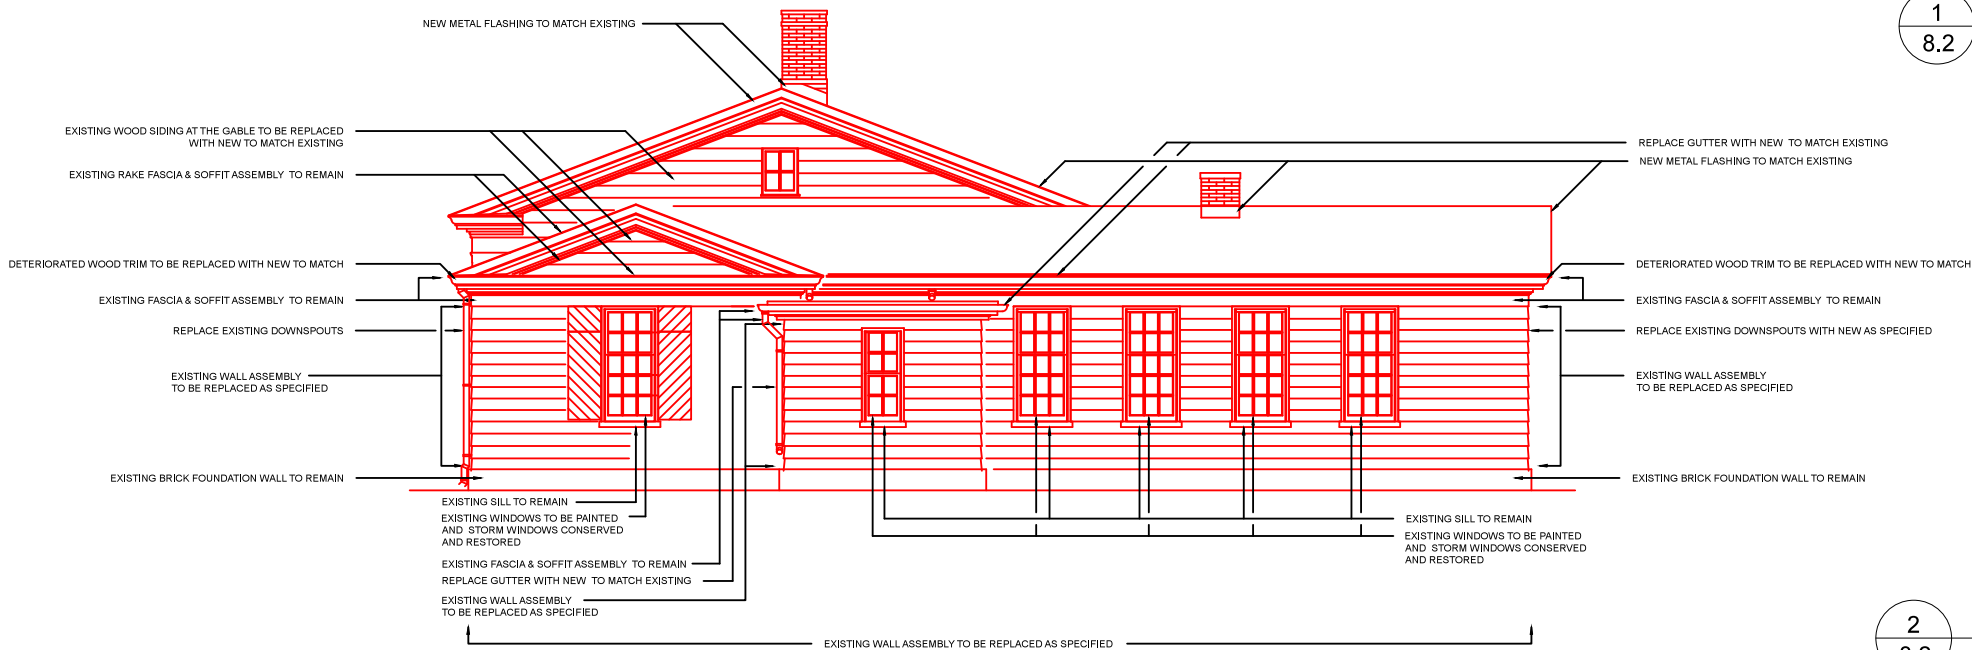 NEW METAL FLASHING TO MATCH EXISTING
1
8.2
EXISTING WOOD SIDING AT THE GABLE TO BE REPLACED
WITH NEW TO MATCH EXISTING
EXISTING RAKE FASCIA & SOFFIT ASSEMBLY TO REMAIN
DETERIORATED WOOD TRIM TO BE REPLACED WITH NEW TO MATCH
EXISTING FASCIA & SOFFIT ASSEMBLY TO REMAIN
REPLACE EXISTING DOWNSPOUTS
EXISTING WALL ASSEMBLY
TO BE REPLACED AS SPECIFIED
EXISTING BRICK FOUNDATION WALL TO REMAIN
REPLACE GUTTER WITH NEW TO MATCH EXISTING
NEW METAL FLASHING TO MATCH EXISTING
DETERIORATED WOOD TRIM TO BE REPLACED WITH NEW TO MATCH
EXISTING FASCIA & SOFFIT ASSEMBLY TO REMAIN
REPLACE EXISTING DOWNSPOUTS WITH NEW AS SPECIFIED
EXISTING WALL ASSEMBLY
TO BE REPLACED AS SPECIFIED
EXISTING BRICK FOUNDATION WALL TO REMAIN
EXISTING SILL TO REMAIN
EXISTING WINDOWS TO BE PAINTED
AND STORM WINDOWS CONSERVED
AND RESTORED
EXISTING FASCIA & SOFFIT ASSEMBLY TO REMAIN
REPLACE GUTTER WITH NEW TO MATCH EXISTING
EXISTING WALL ASSEMBLY
TO BE REPLACED AS SPECIFIED
EXISTING SILL TO REMAIN
EXISTING WINDOWS TO BE PAINTED
AND STORM WINDOWS CONSERVED
AND RESTORED
EXISTING WALL ASSEMBLY TO BE REPLACED AS SPECIFIED
2